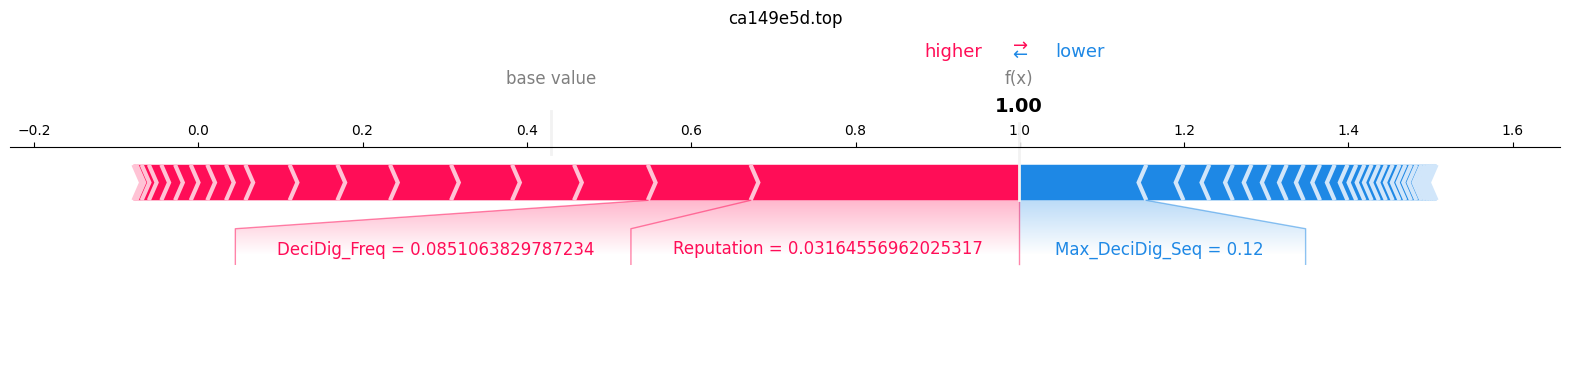 ca149e5d.top
higher ⇄ lower
base value f(x)
1.00
−0.2 0.0 0.2 0.4 0.6 0.8 1.0 1.2 1.4 1.6
DeciDig_Freq = 0.0851063829787234 Reputation = 0.03164556962025317 Max_DeciDig_Seq = 0.12